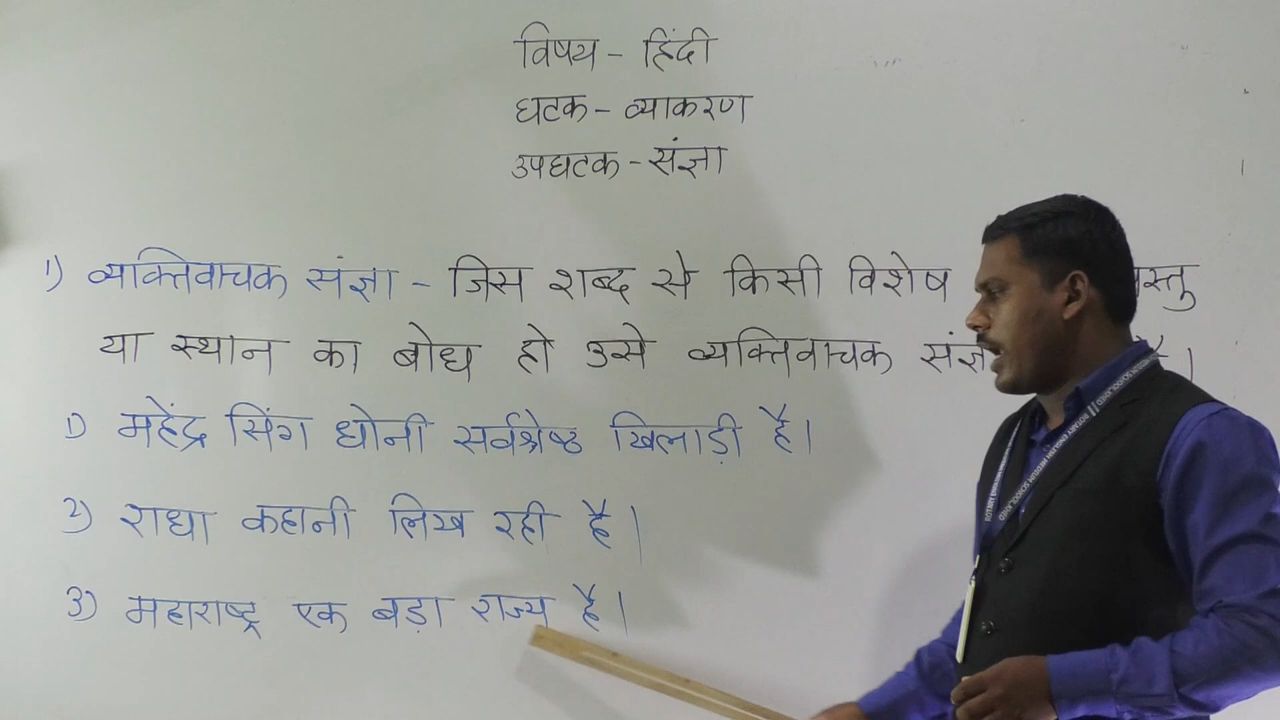 विषय - हिंदी
घटक - व्याकरण
उपघटक - संज्ञा
1) व्यक्तिवाचक संज्ञा - जिस शब्द से किसी विशेष
या स्थान का बोध हो उसे व्यक्तिवाचक
1) महेंद्र सिंग धोनी सर्वश्रेष्ठ खिलाड़ी है।
2) राधा कहानी लिख रही है।
3) महाराष्ट्र एक बड़ा राज्य है।